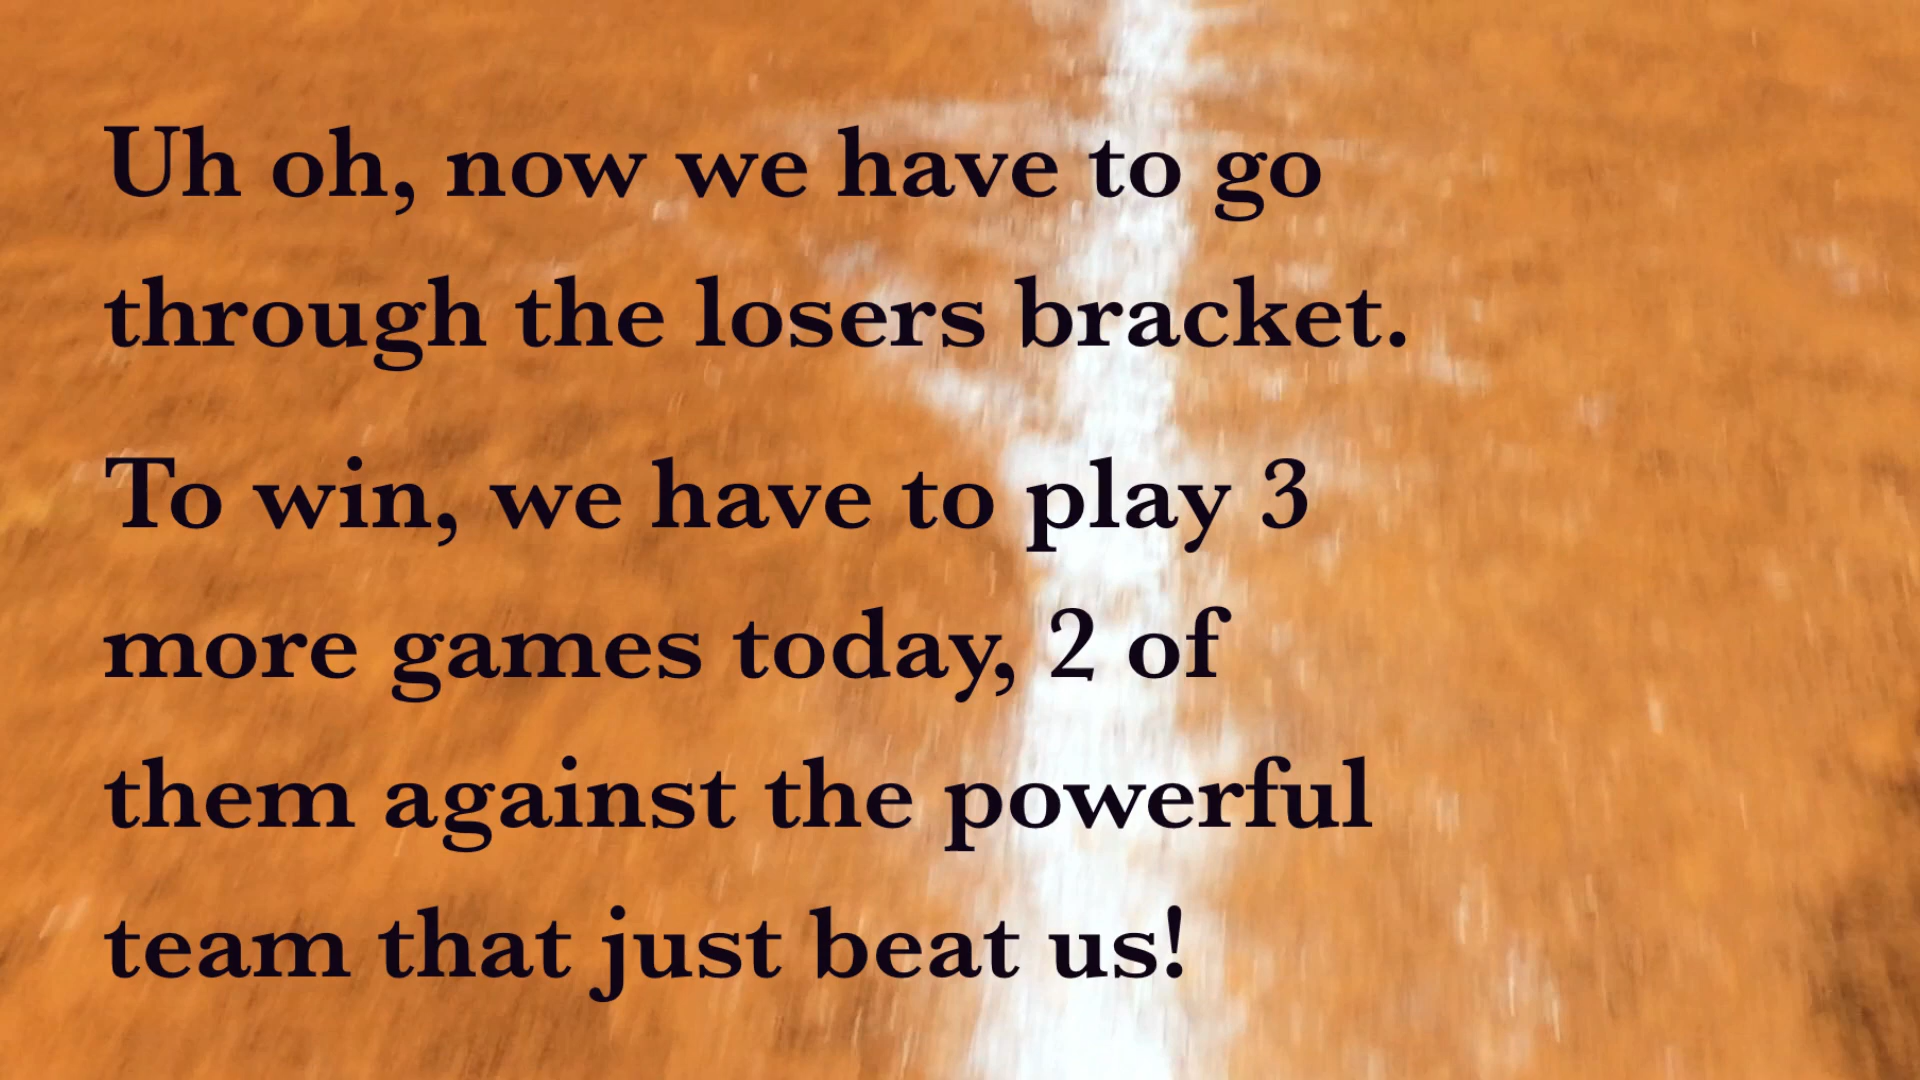 Uh oh, now we have to go
through the losers bracket.
To win, we have to play 3
more games today, 2 of
them against the powerful
team that just beat us!